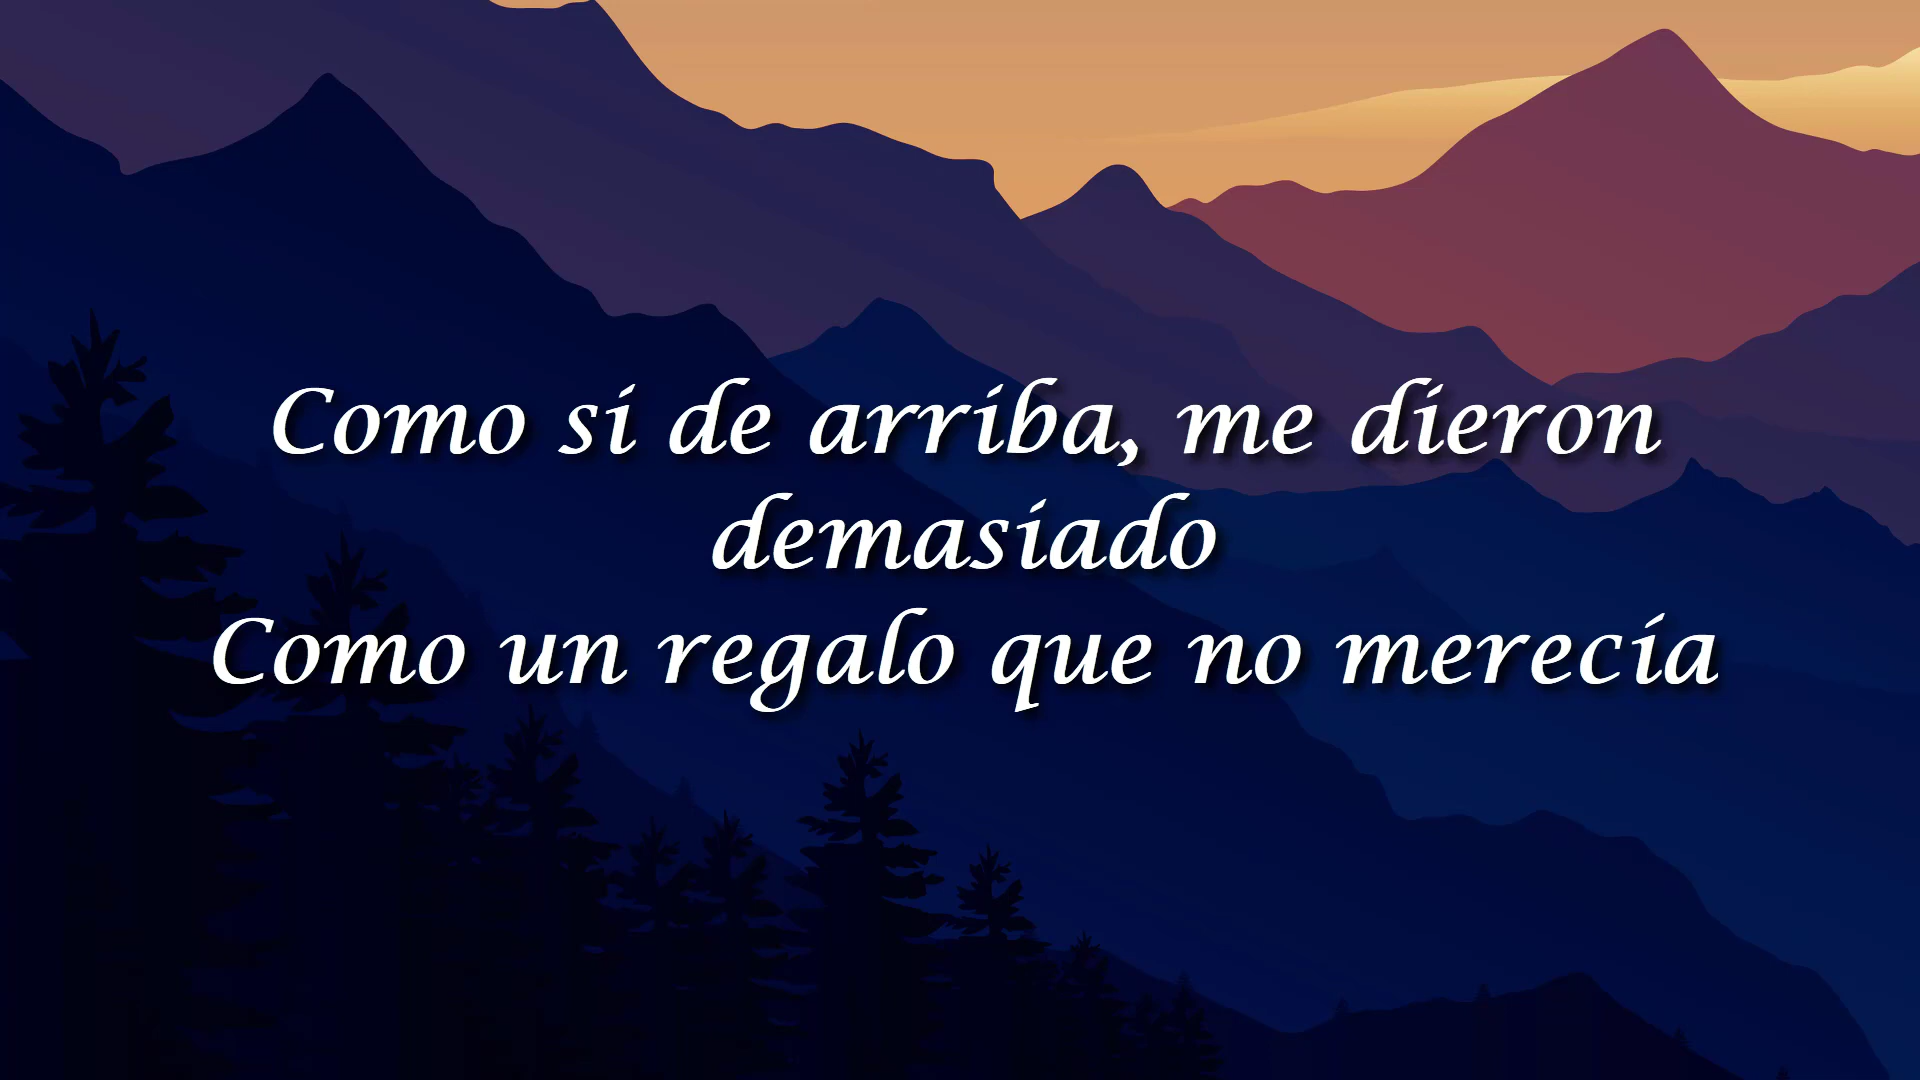 Como si de arriba, me dieron
demasiado
Como un regalo que no merecía